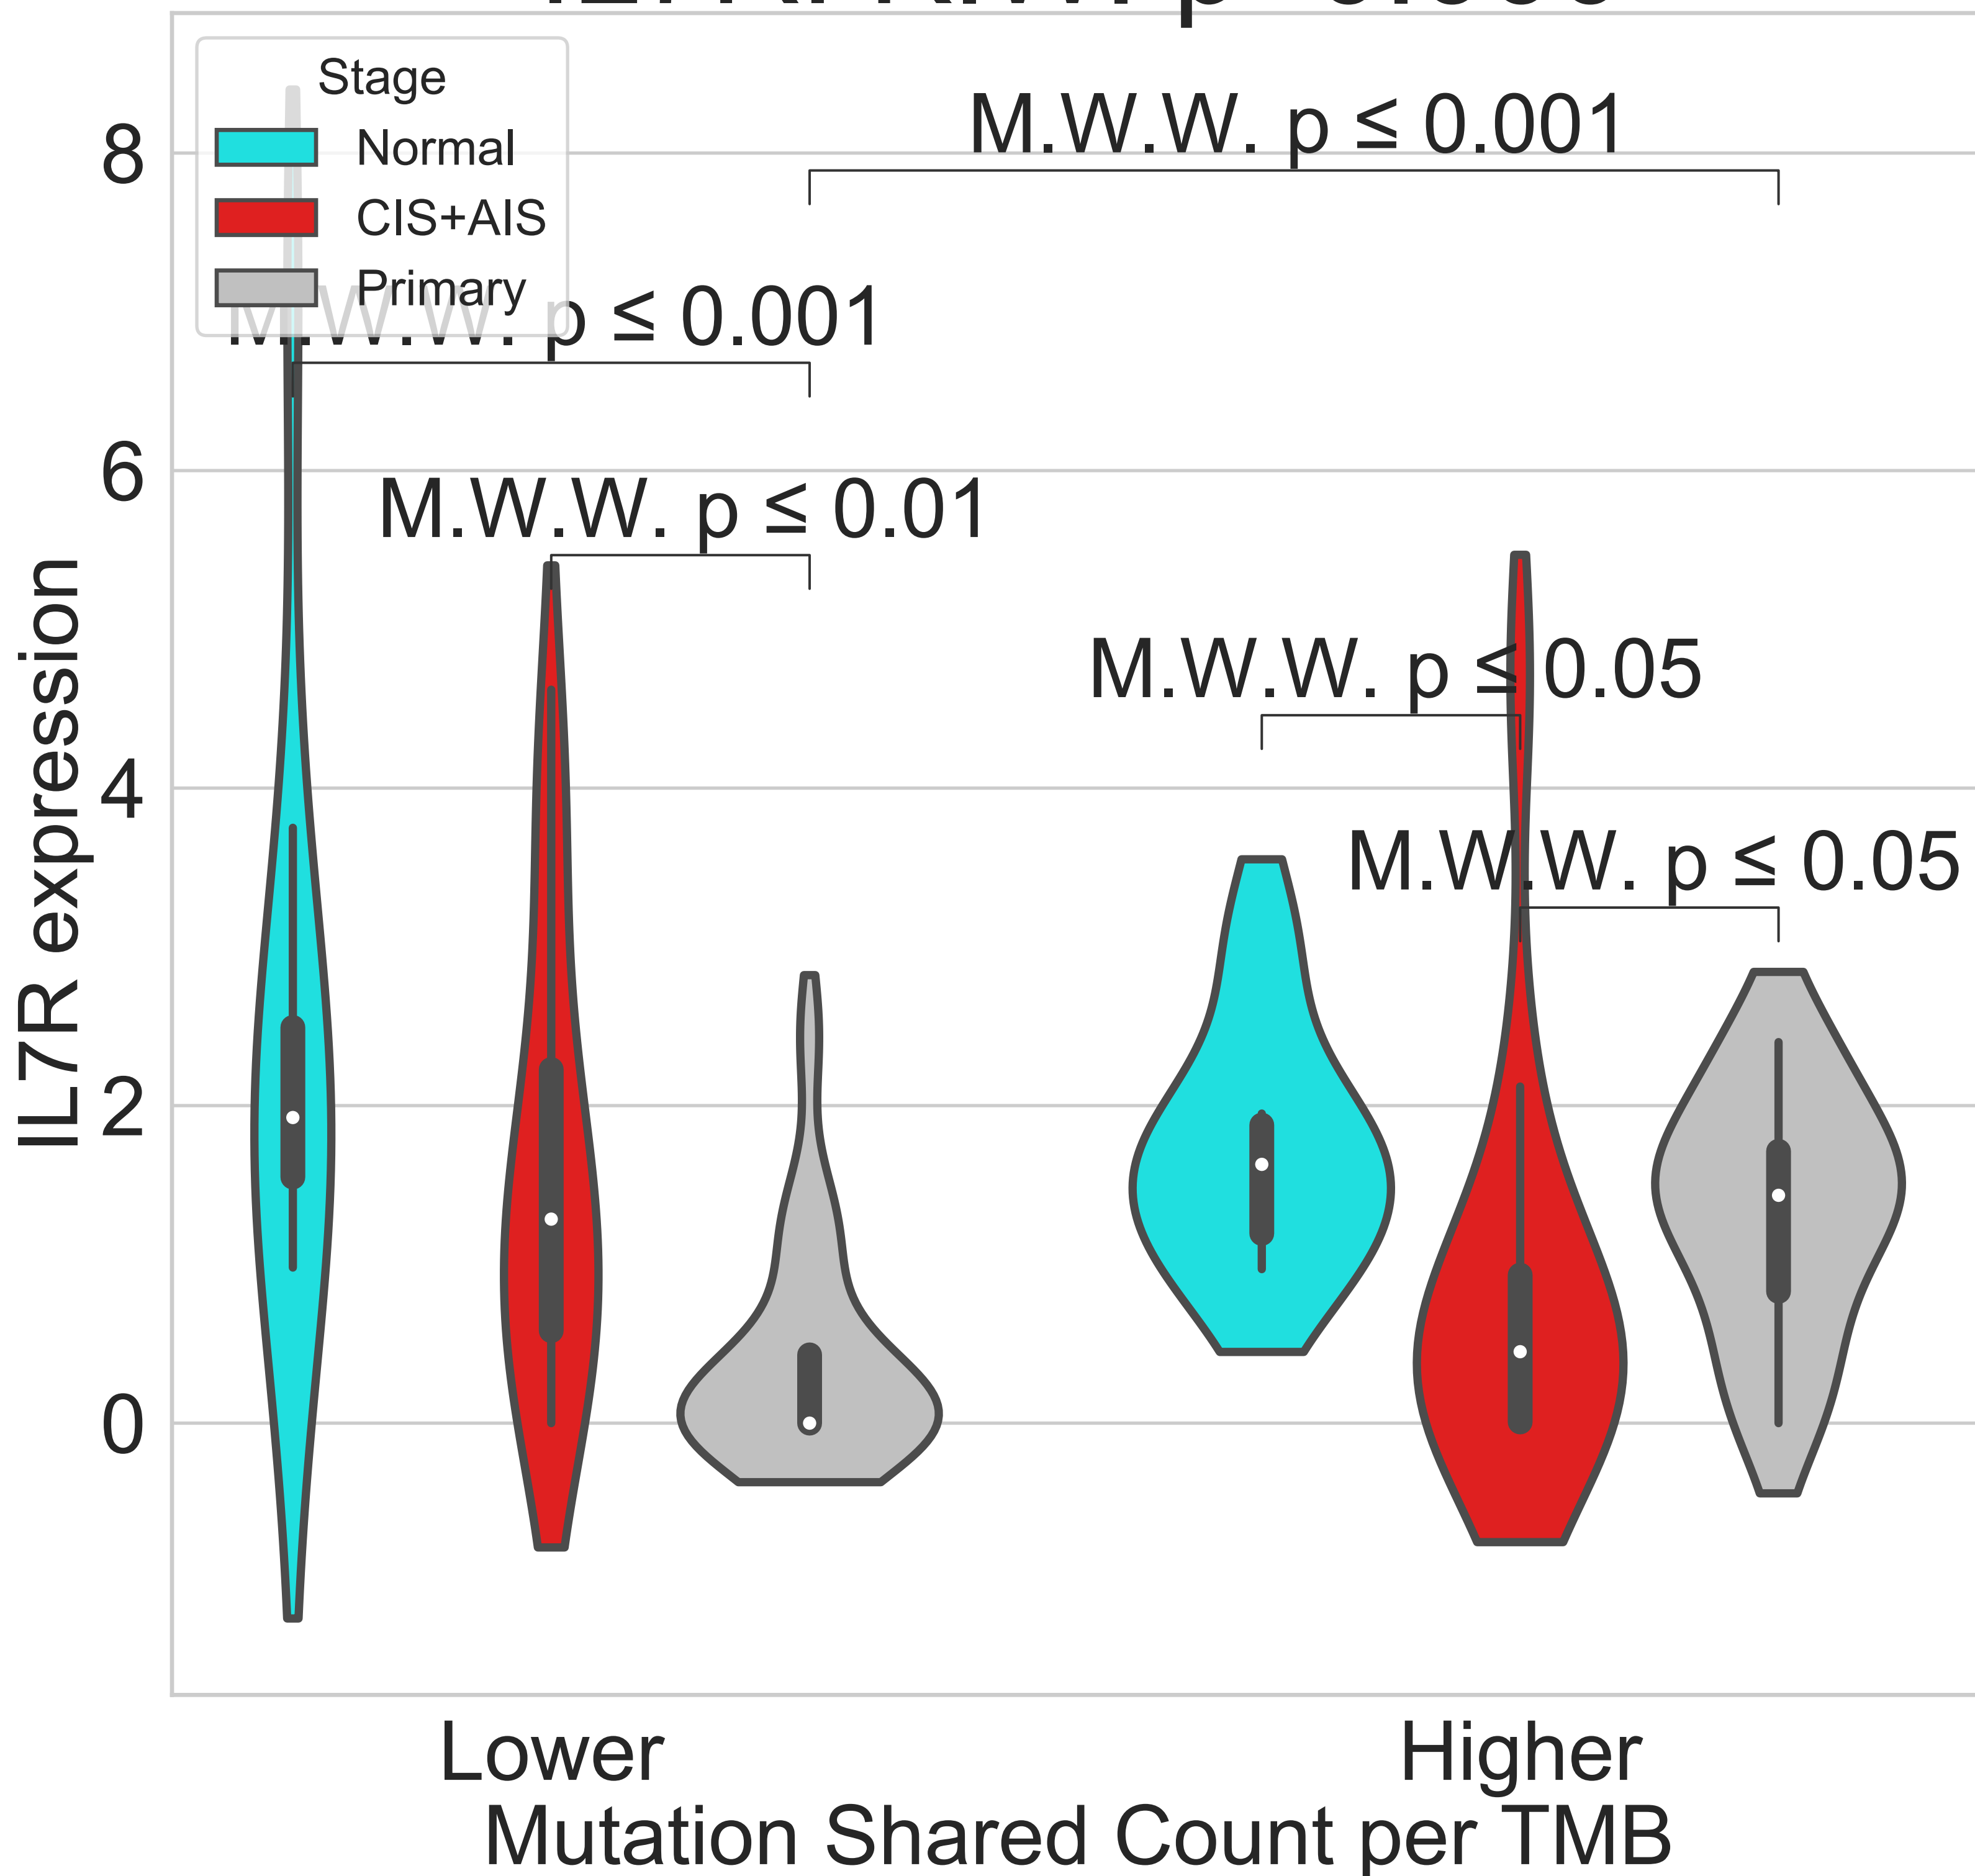 Stage
Normal
CIS+AIS
Primary
M.W.W. p ≤ 0.001
M.W.W. p ≤ 0.001
M.W.W. p ≤ 0.01
M.W.W. p ≤ 0.05
M.W.W. p ≤ 0.05
8
6
4
2
0
IL7R expression
Lower
Higher
Mutation Shared Count per TMB